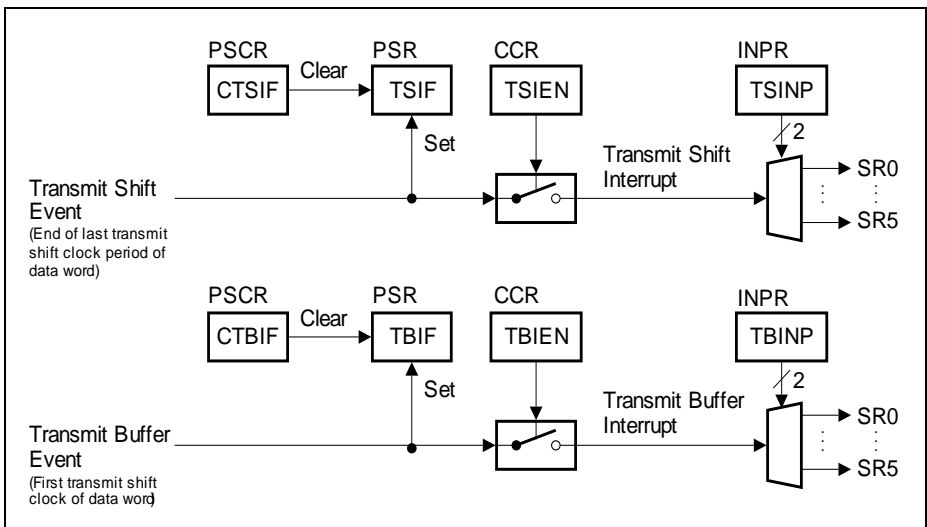 PSCR
PSR
CCR
INPR
CTSIF
Clear
TSIF
TSIEN
TSINP
Set
2
Transmit Shift
Interrupt
SR0
SR5
Transmit Shift
Event
(End of last transmit
shift clock period of
data word)
PSCR
PSR
CCR
INPR
CTBIF
Clear
TBIF
TBIEN
TBINP
Set
2
Transmit Buffer
Interrupt
SR0
SR5
Transmit Buffer
Event
(First transmit shift
clock of data word)